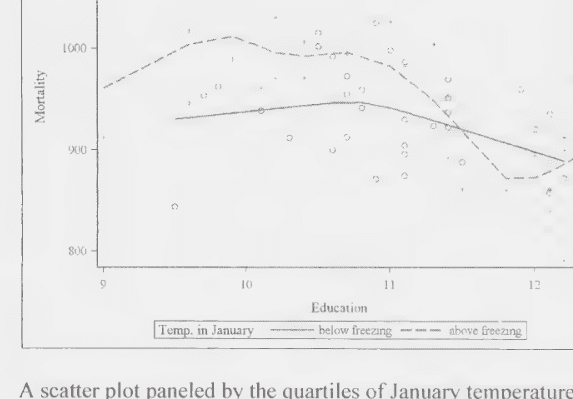 1000
Mortality
900
800
9
10
11
12
Education
Temp. in January below freezing above freezing
A scatter plot paneled by the quartiles of January temperature